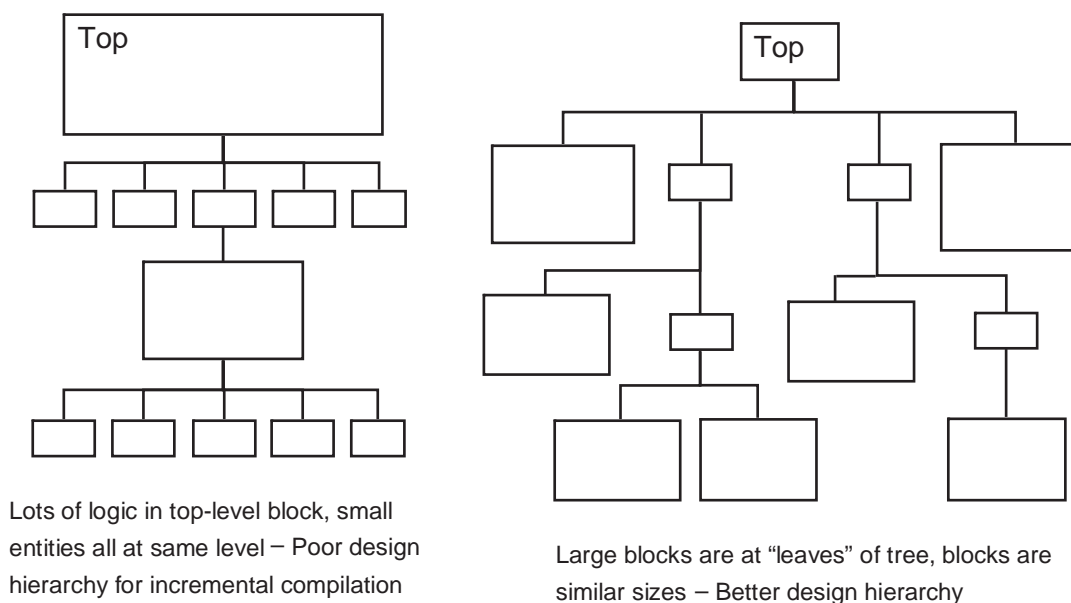 Top
Lots of logic in top-level block, small
entities all at same level – Poor design
hierarchy for incremental compilation
Top
Large blocks are at “leaves” of tree, blocks are
similar sizes – Better design hierarchy